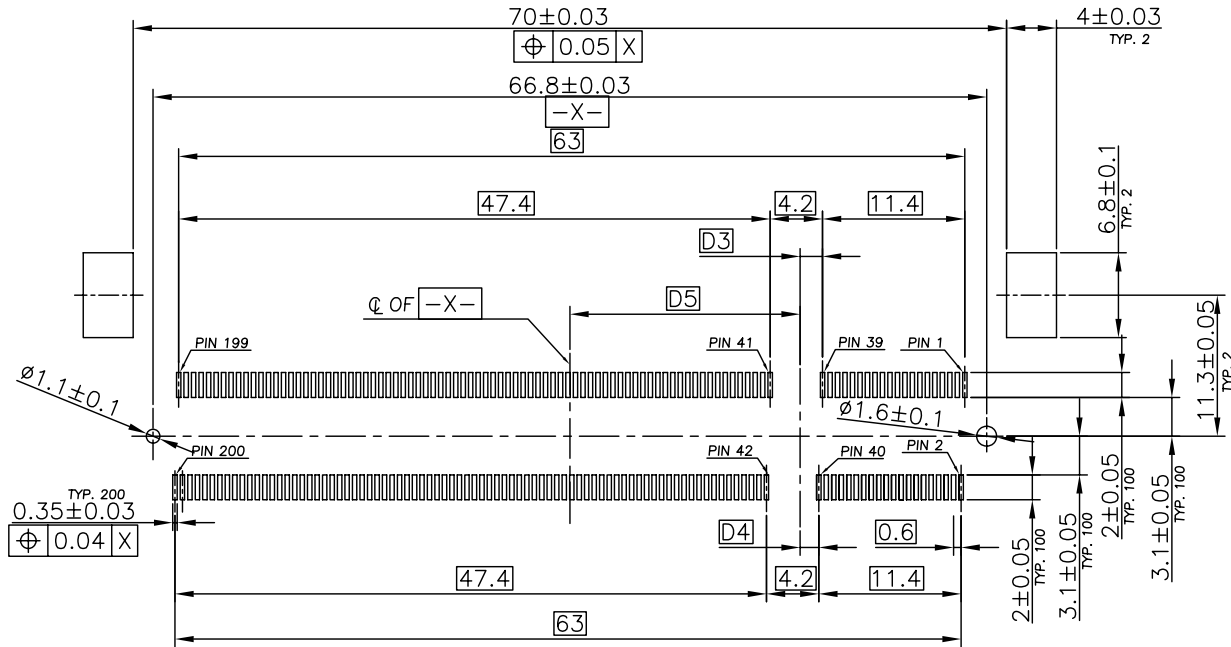 70±0.03
4±0.03
TYP. 2
⌖ 0.05 X
66.8±0.03
-X-
63
6.8±0.1
TYP. 2
47.4
4.2
11.4
D3
℄ OF -X-
D5
11.3±0.05
TYP. 2
PIN 199
PIN 41
PIN 39
PIN 1
Ø1.1±0.1
Ø1.6±0.1
PIN 200
PIN 42
PIN 40
PIN 2
TYP. 200
0.35±0.03
⌖ 0.04 X
D4
0.6
2±0.05
TYP. 100
3.1±0.05
TYP. 100
2±0.05
TYP. 100
3.1±0.05
TYP. 100
47.4
4.2
11.4
63